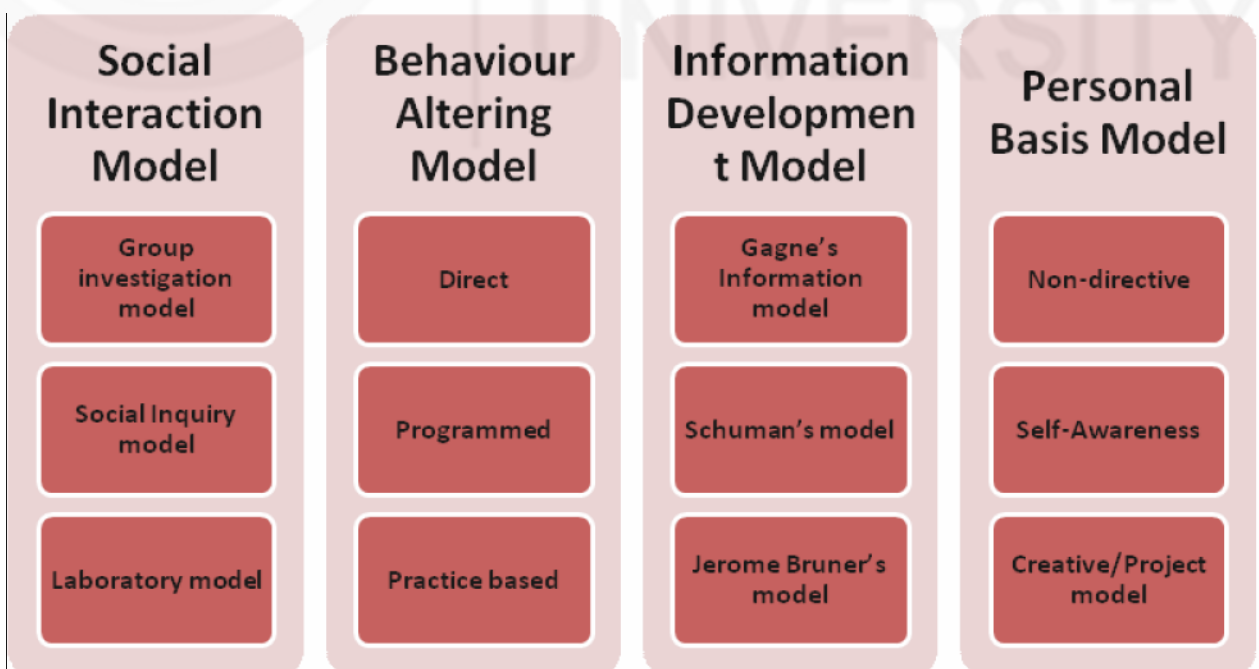 UNIVERSITY
Social
Interaction
Model
Group
investigation
model
Social Inquiry
model
Laboratory model
Behaviour
Altering
Model
Direct
Programmed
Practice based
Information
Developmen
t Model
Gagne's
Information
model
Schuman's model
Jerome Bruner's
model
Personal
Basis Model
Non-directive
Self-Awareness
Creative/Project
model